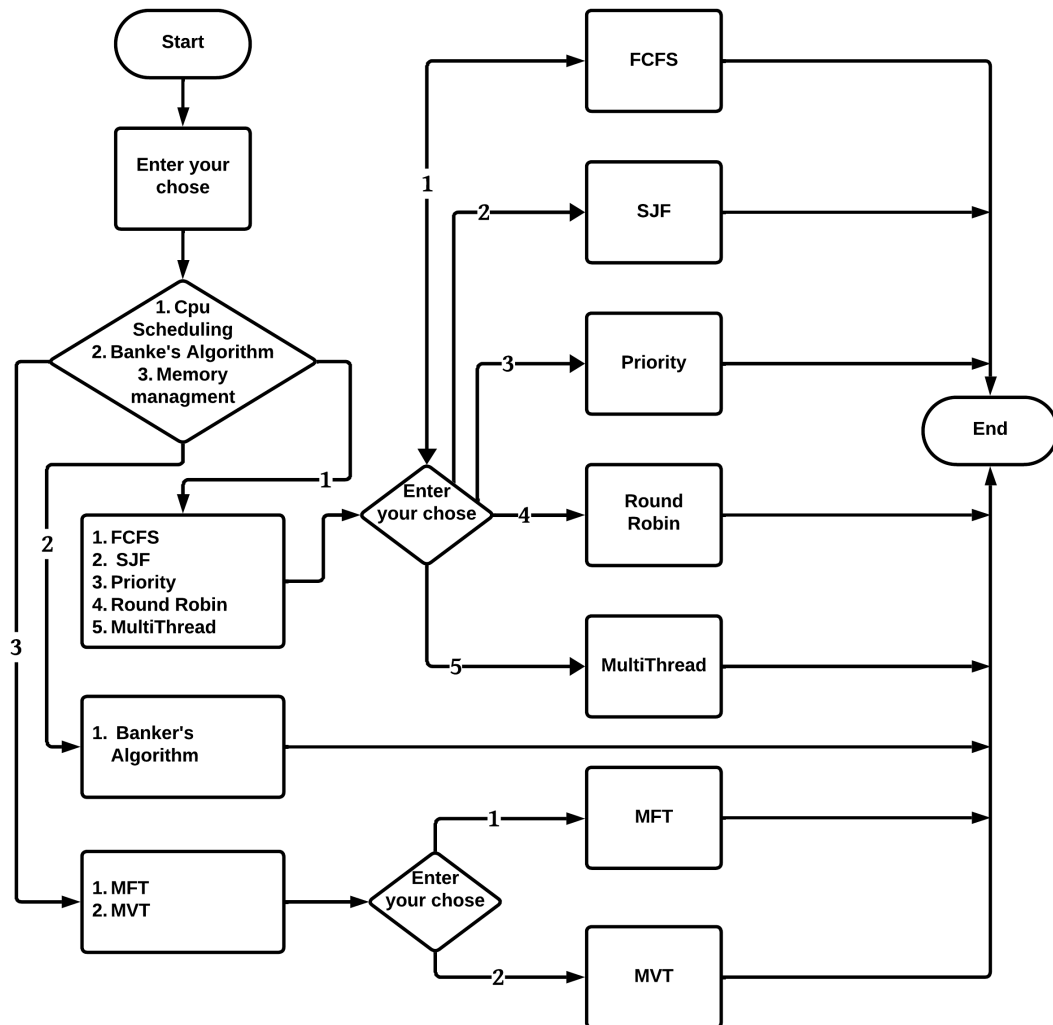 Start
Enter your
chose
1. Cpu
Scheduling
2. Banke's Algorithm
3. Memory
managment
1
2
3
1. FCFS
2. SJF
3. Priority
4. Round Robin
5. MultiThread
1. Banker's
Algorithm
1. MFT
2. MVT
Enter
your chose
1
2
3
4
5
FCFS
SJF
Priority
Round
Robin
MultiThread
Enter
your chose
1
2
MFT
MVT
End